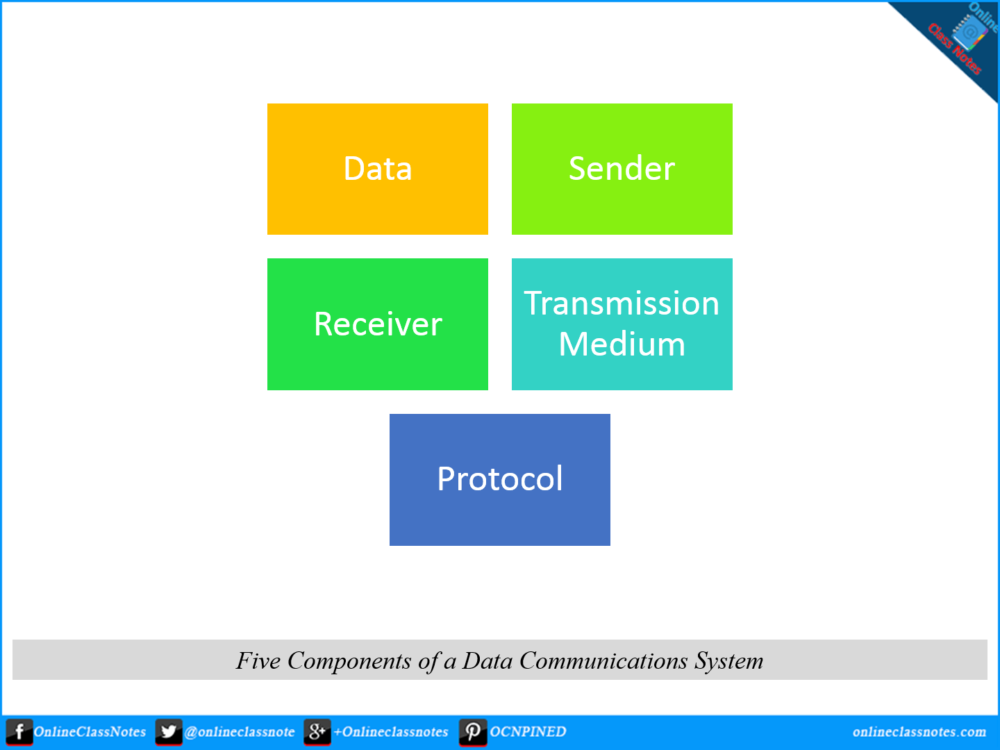 Online
Class Notes
Data
Sender
Receiver
Transmission
Medium
Protocol
Five Components of a Data Communications System
OnlineClassNotes
@onlineclassnote
+Onlineclassnotes
OCNPINED
onlineclassnotes.com